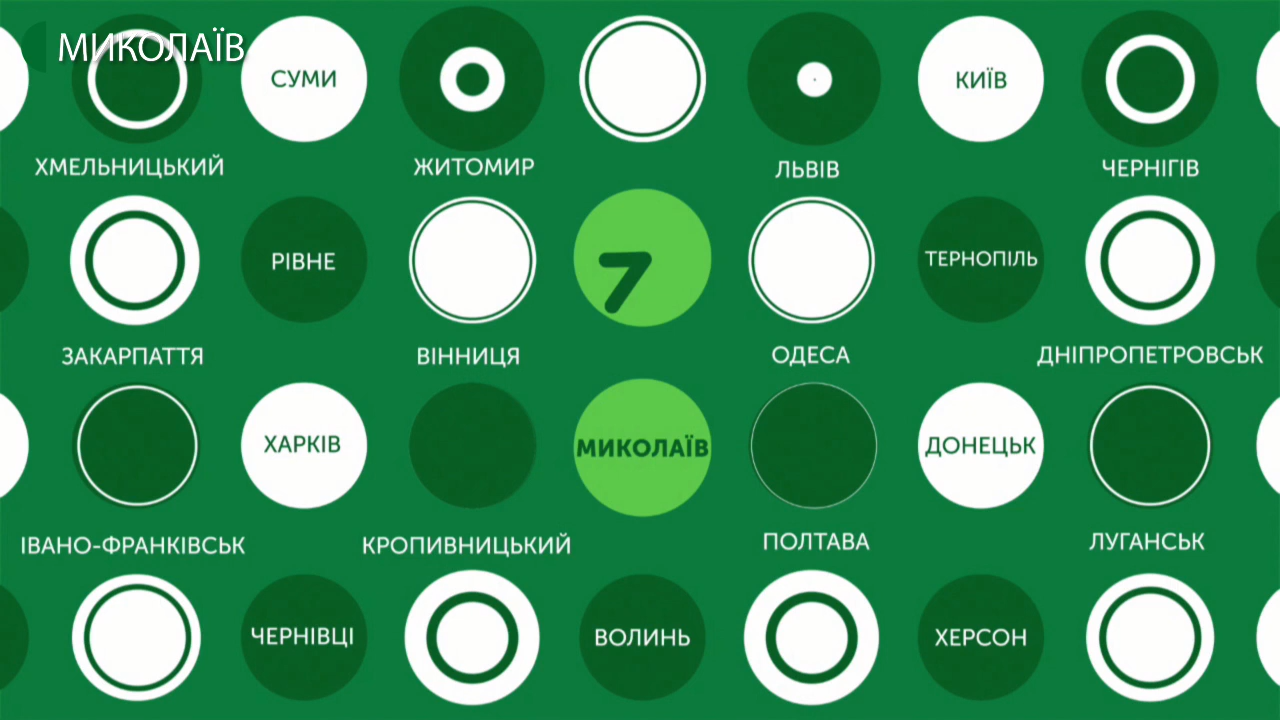 МИКОЛАЇВ
СУМИ
КИЇВ
ХМЕЛЬНИЦЬКИЙ
ЖИТОМИР
ЛЬВІВ
ЧЕРНІГІВ
РІВНЕ
ТЕРНОПІЛЬ
ЗАКАРПАТТЯ
ВІННИЦЯ
ОДЕСА
ДНІПРОПЕТРОВСЬК
ХАРКІВ
МИКОЛАЇВ
ДОНЕЦЬК
ІВАНО-ФРАНКІВСЬК
КРОПИВНИЦЬКИЙ
ПОЛТАВА
ЛУГАНСЬК
ЧЕРНІВЦІ
ВОЛИНЬ
ХЕРСОН